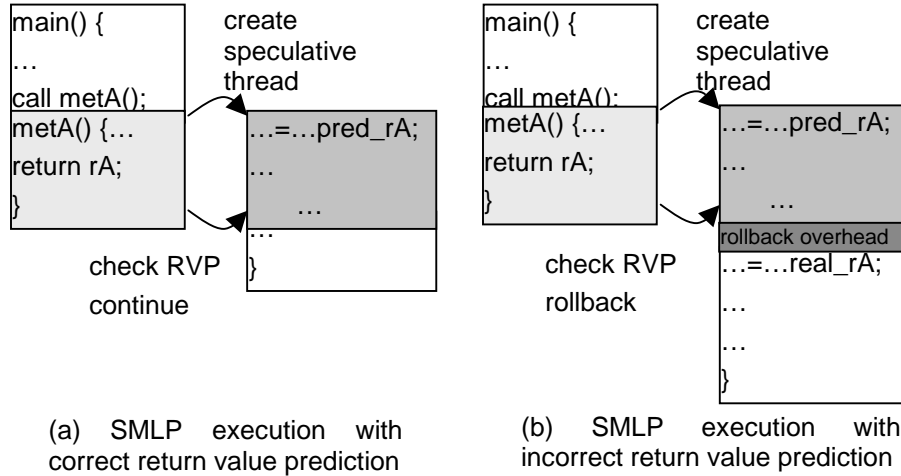 main() {
…
call metA();
metA() {…
return rA;
}
create
speculative
thread
…=…pred_rA;
…
…
…
}
check RVP
continue
(a) SMLP execution with
correct return value prediction
main() {
…
call metA();
metA() {…
return rA;
}
create
speculative
thread
…=…pred_rA;
…
…
rollback overhead
…=…real_rA;
…
…
}
check RVP
rollback
(b) SMLP execution with
incorrect return value prediction